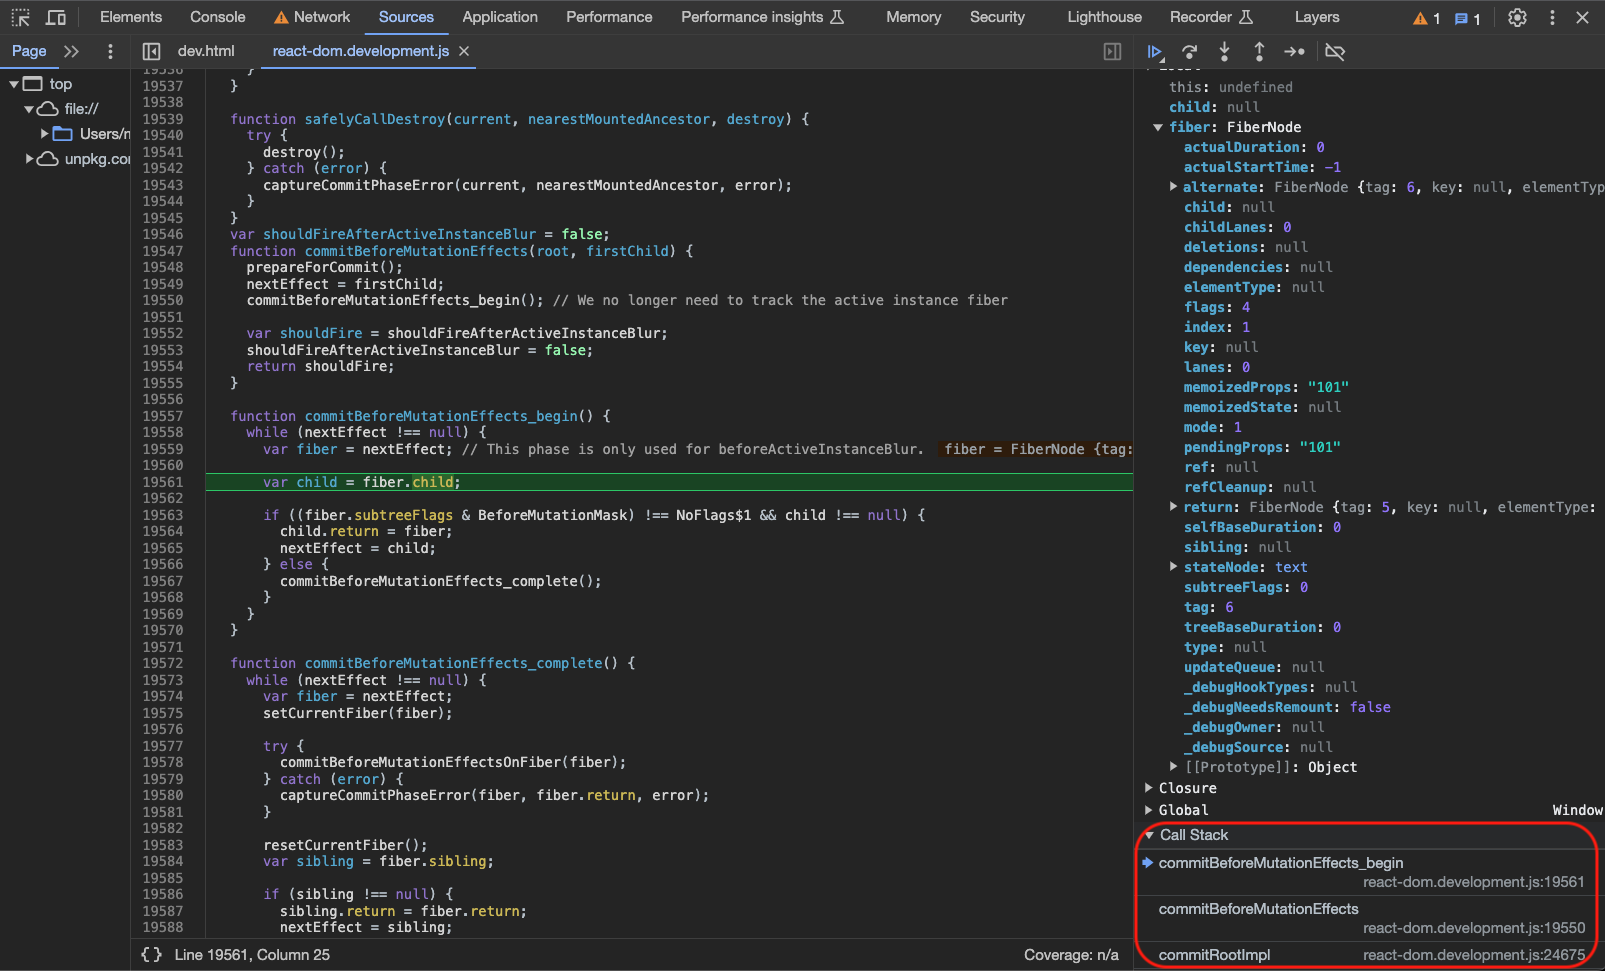 Elements Console Network Sources Application Performance Performance insights Memory Security Lighthouse Recorder Layers 1 1
Page dev.html react-dom.development.js
top
file://
Users/n
unpkg.co
19537 }
19538
19539 function safelyCallDestroy(current, nearestMountedAncestor, destroy) {
19540 try {
19541 destroy();
19542 } catch (error) {
19543 captureCommitPhaseError(current, nearestMountedAncestor, error);
19544 }
19545 }
19546 var shouldFireAfterActiveInstanceBlur = false;
19547 function commitBeforeMutationEffects(root, firstChild) {
19548 prepareForCommit();
19549 nextEffect = firstChild;
19550 commitBeforeMutationEffects_begin(); // We no longer need to track the active instance fiber
19551
19552 var shouldFire = shouldFireAfterActiveInstanceBlur;
19553 shouldFireAfterActiveInstanceBlur = false;
19554 return shouldFire;
19555 }
19556
19557 function commitBeforeMutationEffects_begin() {
19558 while (nextEffect !== null) {
19559 var fiber = nextEffect; // This phase is only used for beforeActiveInstanceBlur. fiber = FiberNode {tag:
19560
19561 var child = fiber.child;
19562
19563 if ((fiber.subtreeFlags & BeforeMutationMask) !== NoFlags$1 && child !== null) {
19564 child.return = fiber;
19565 nextEffect = child;
19566 } else {
19567 commitBeforeMutationEffects_complete();
19568 }
19569 }
19570 }
19571
19572 function commitBeforeMutationEffects_complete() {
19573 while (nextEffect !== null) {
19574 var fiber = nextEffect;
19575 setCurrentFiber(fiber);
19576
19577 try {
19578 commitBeforeMutationEffectsOnFiber(fiber);
19579 } catch (error) {
19580 captureCommitPhaseError(fiber, fiber.return, error);
19581 }
19582
19583 resetCurrentFiber();
19584 var sibling = fiber.sibling;
19585
19586 if (sibling !== null) {
19587 sibling.return = fiber.return;
19588 nextEffect = sibling;
{ } Line 19561, Column 25 Coverage: n/a
this: undefined
child: null
fiber: FiberNode
actualDuration: 0
actualStartTime: -1
alternate: FiberNode {tag: 6, key: null, elementTyp
child: null
childLanes: 0
deletions: null
dependencies: null
elementType: null
flags: 4
index: 1
key: null
lanes: 0
memoizedProps: "101"
memoizedState: null
mode: 1
pendingProps: "101"
ref: null
refCleanup: null
return: FiberNode {tag: 5, key: null, elementType:
selfBaseDuration: 0
sibling: null
stateNode: text
subtreeFlags: 0
tag: 6
treeBaseDuration: 0
type: null
updateQueue: null
_debugHookTypes: null
_debugNeedsRemount: false
_debugOwner: null
_debugSource: null
[[Prototype]]: Object
Closure
Global Window
Call Stack
commitBeforeMutationEffects_begin
react-dom.development.js:19561
commitBeforeMutationEffects
react-dom.development.js:19550
commitRootImpl react-dom.development.js:24675